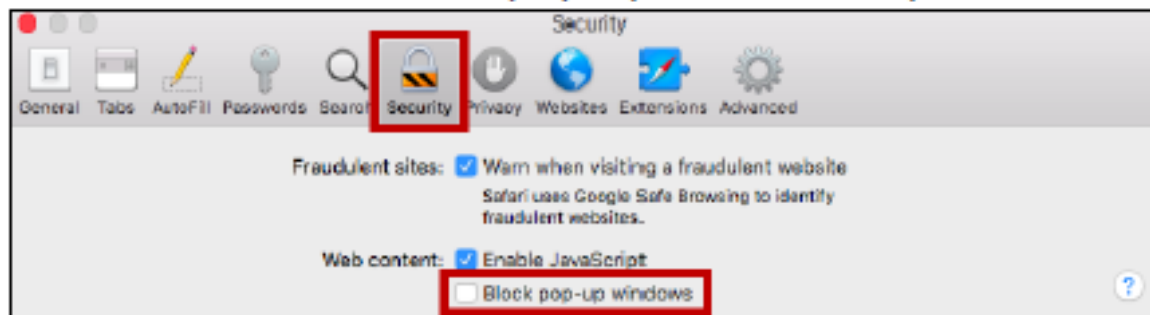 Security
General Tabs AutoFill Passwords Search Security Privacy Websites Extensions Advanced
Fraudulent sites: Warn when visiting a fraudulent website
Safari uses Google Safe Browsing to identify
fraudulent websites.
Web content: Enable JavaScript
Block pop-up windows
?